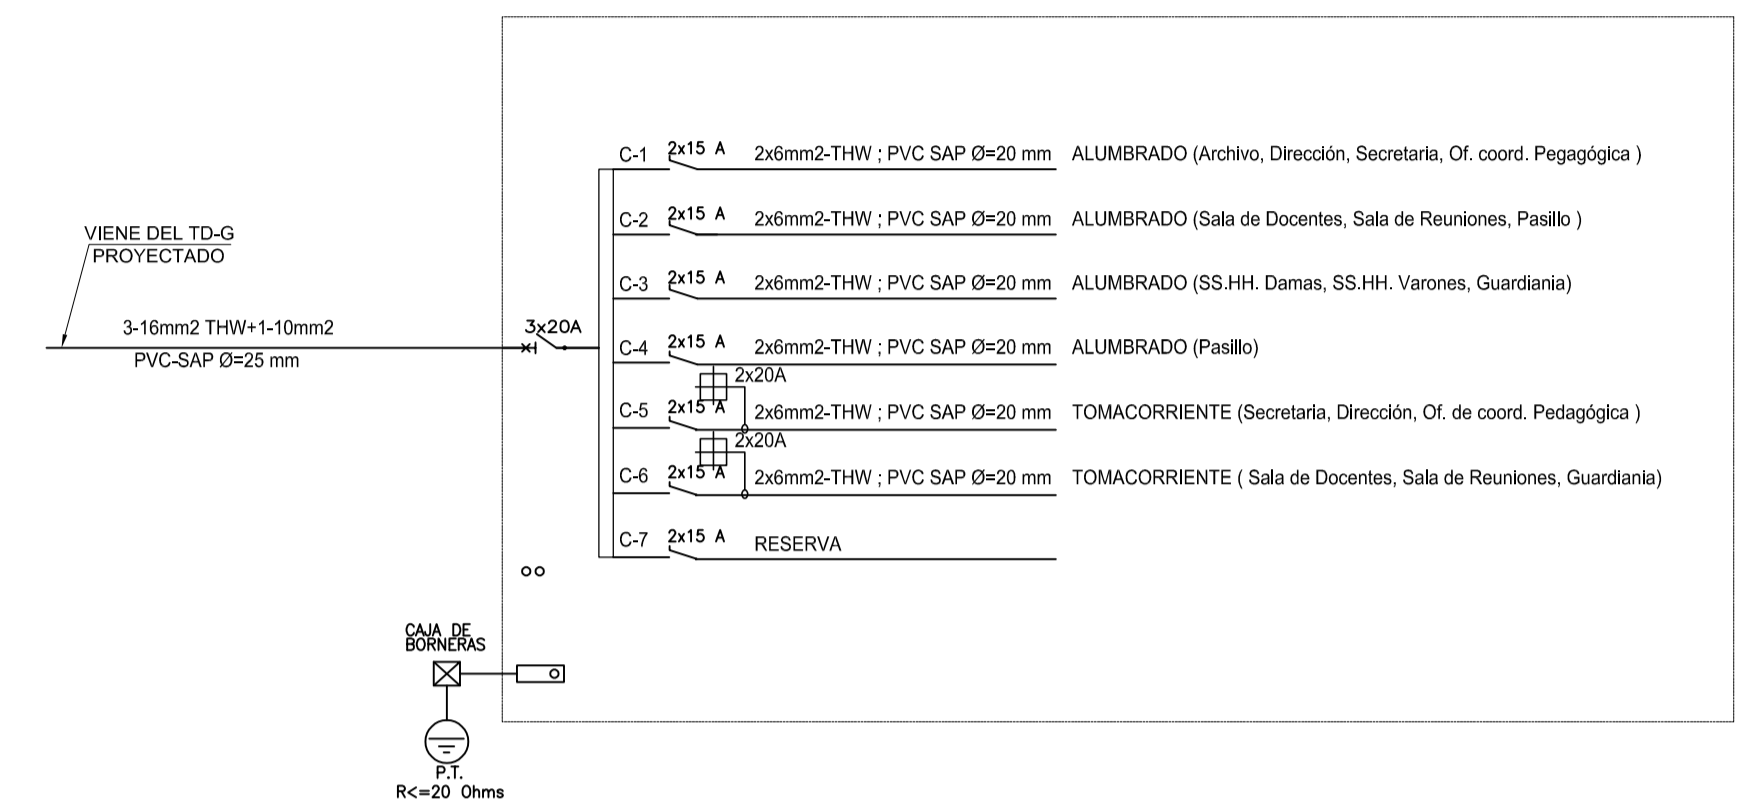 VIENE DEL TD-G
PROYECTADO
3-16mm2 THW+1-10mm2
PVC-SAP Ø=25 mm
3x20A
C-1 2x15 A 2x6mm2-THW ; PVC SAP Ø=20 mm ALUMBRADO (Archivo, Dirección, Secretaria, Of. coord. Pegagógica )
C-2 2x15 A 2x6mm2-THW ; PVC SAP Ø=20 mm ALUMBRADO (Sala de Docentes, Sala de Reuniones, Pasillo )
C-3 2x15 A 2x6mm2-THW ; PVC SAP Ø=20 mm ALUMBRADO (SS.HH. Damas, SS.HH. Varones, Guardiania)
C-4 2x15 A 2x6mm2-THW ; PVC SAP Ø=20 mm ALUMBRADO (Pasillo)
2x20A
C-5 2x15 A 2x6mm2-THW ; PVC SAP Ø=20 mm TOMACORRIENTE (Secretaria, Dirección, Of. de coord. Pedagógica )
2x20A
C-6 2x15 A 2x6mm2-THW ; PVC SAP Ø=20 mm TOMACORRIENTE ( Sala de Docentes, Sala de Reuniones, Guardiania)
C-7 2x15 A RESERVA
CAJA DE
BORNERAS
P.T.
R<=20 Ohms